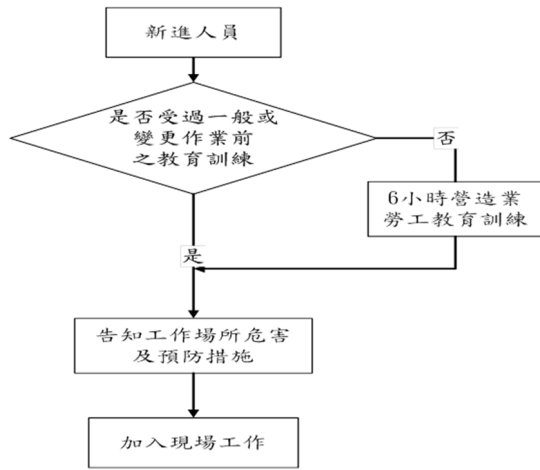 新進人員
是否受過一般或
變更作業前
之教育訓練
否
6小時營造業
勞工教育訓練
是
告知工作場所危害
及預防措施
加入現場工作